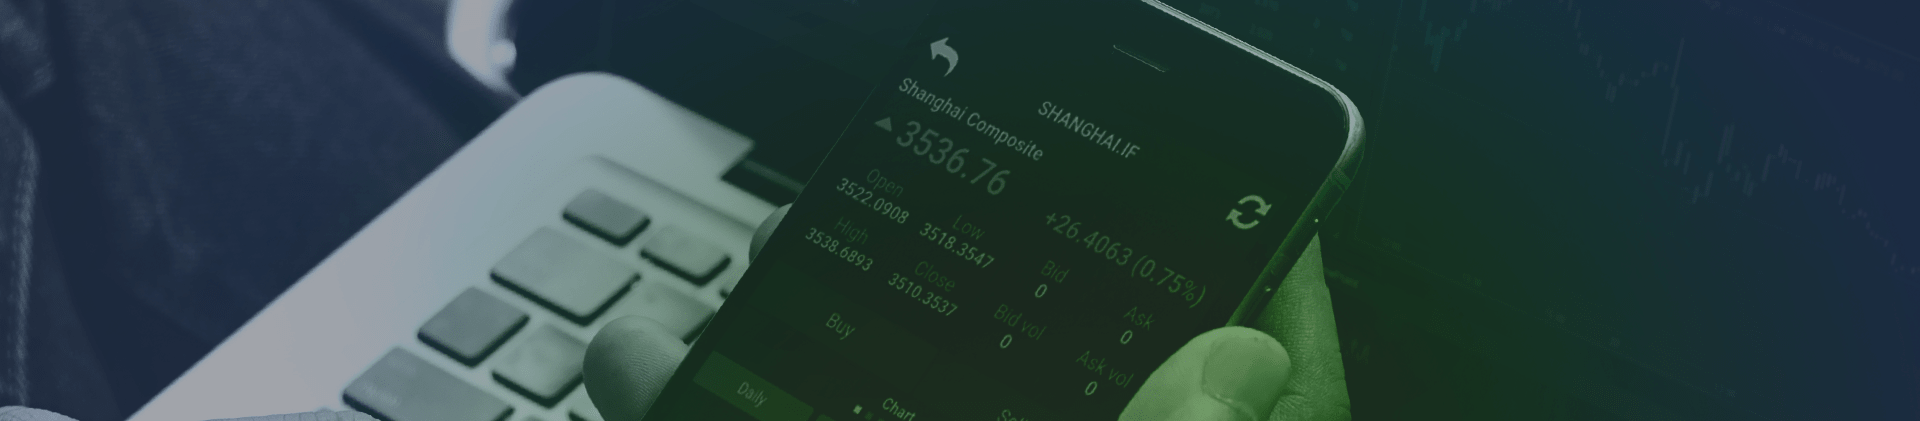 SHANGHAI.IF
Shanghai Composite
3536.76
+26.4063 (0.75%)
Open
3522.0908
Low
3518.3547
Bid
0
Ask
0
High
3538.6893
Close
3510.3537
Bid vol
0
Ask vol
0
Buy
Daily
Chart